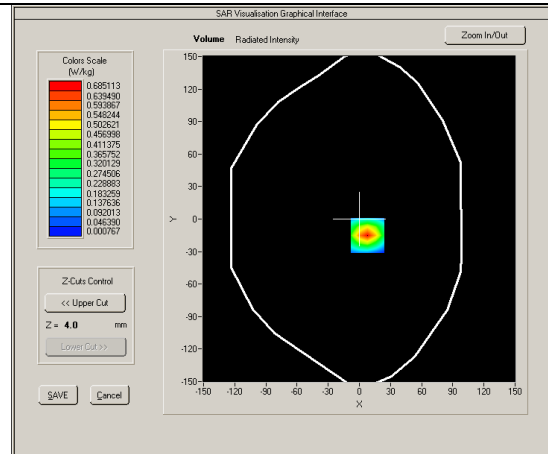 SAR Visualisation Graphical Interface
Volume Radiated Intensity
Zoom In/Out
Colors Scale
(W/kg)
0.685113
0.639490
0.593867
0.548244
0.502621
0.456998
0.411375
0.365752
0.320129
0.274506
0.228883
0.183259
0.137636
0.092013
0.046390
0.000767
Z-Cuts Control
<< Upper Cut
Z = 4.0 mm
Lower Cut >>
SAVE Cancel
150
120
90
60
30
0
-30
-60
-90
-120
-150
Y
-150 -120 -90 -60 -30 0 30 60 90 120 150
X